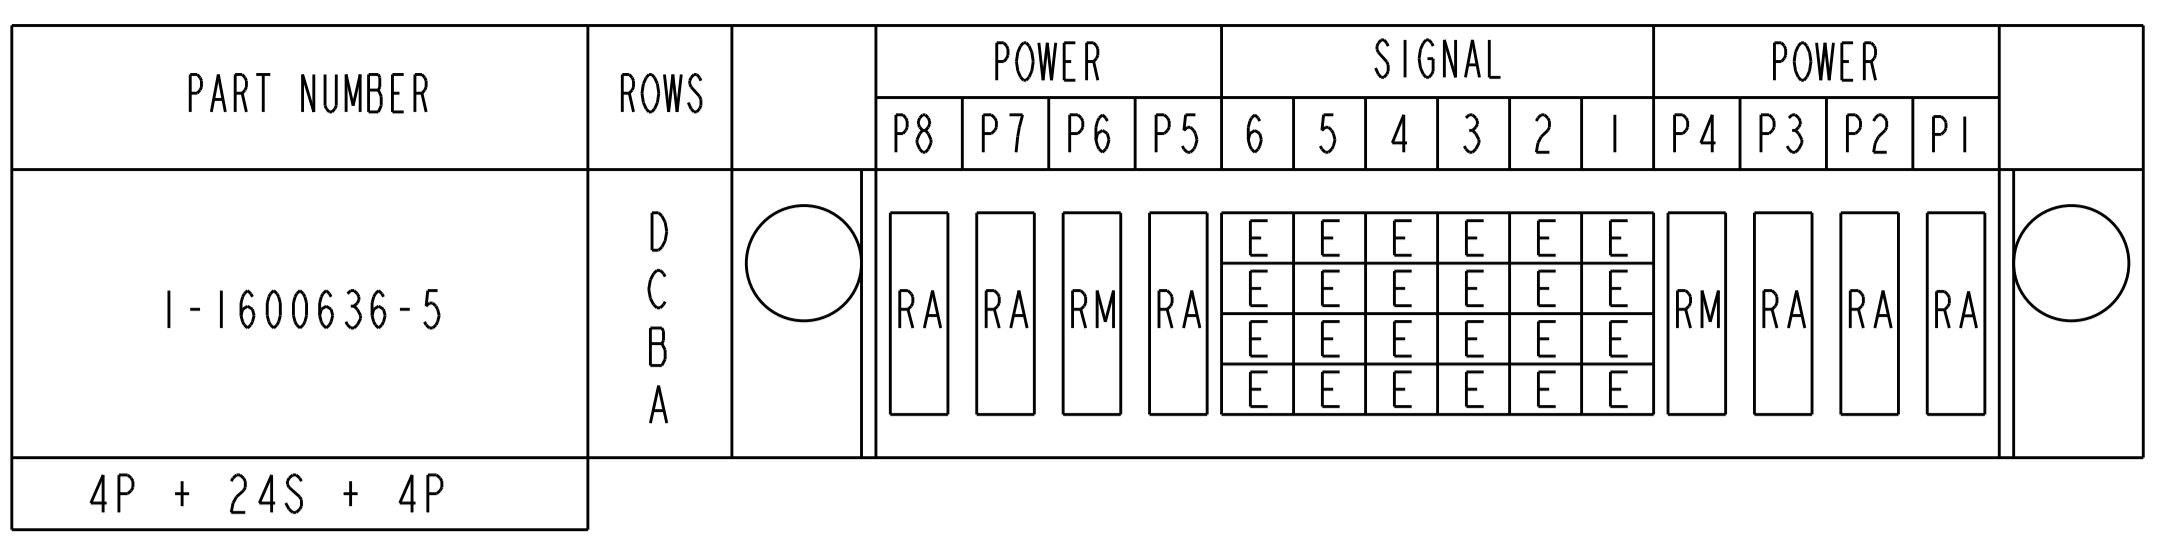 PART NUMBER ROWS POWER SIGNAL POWER
P8 P7 P6 P5 6 5 4 3 2 1 P4 P3 P2 P1
D E E E E E E
C E E E E E E
1-1600636-5 RA RA RM RA RM RA RA RA
B E E E E E E
A E E E E E E
4P + 24S + 4P